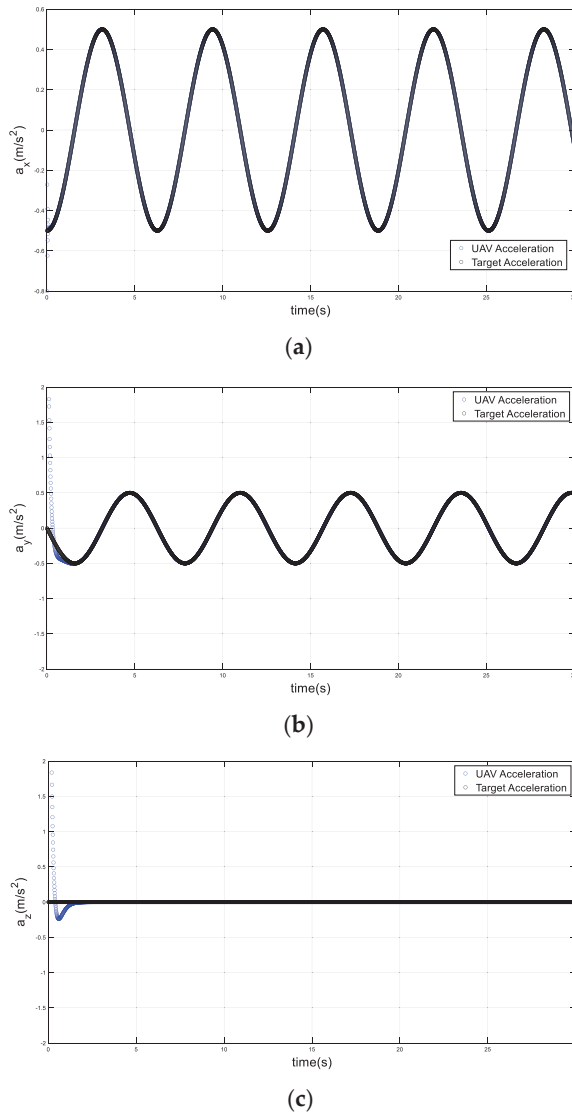 0.6
0.4
0.2
0
-0.2
-0.4
-0.6
-0.8
a_x(m/s²)
0 5 10 15 20 25
time(s)
UAV Acceleration
Target Acceleration
(a)
2
1.5
1
0.5
0
-0.5
-1
-1.5
-2
a_y(m/s²)
0 5 10 15 20 25
time(s)
UAV Acceleration
Target Acceleration
(b)
2
1.5
1
0.5
0
-0.5
-1
-1.5
-2
a_z(m/s²)
0 5 10 15 20 25
time(s)
UAV Acceleration
Target Acceleration
(c)